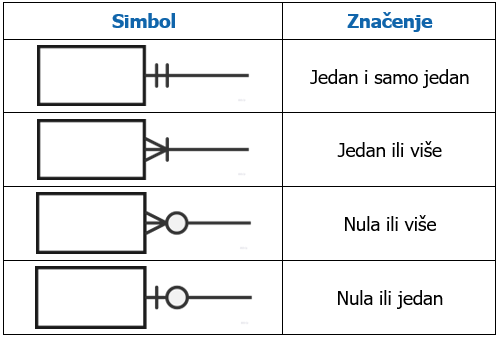 Simbol Značenje
Jedan i samo jedan
Jedan ili više
Nula ili više
Nula ili jedan